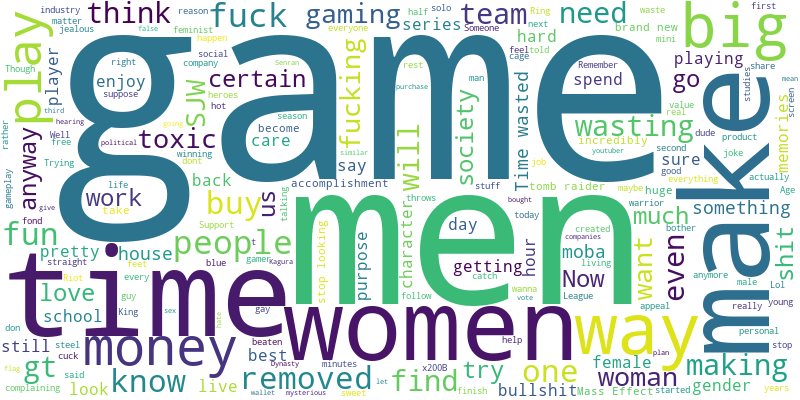 industry
matter
jealous
reason
false
feminist
think
fuck
gaming
solo
half
everyone
series
team
Someone
Ring
next
told
feel
need
hard
brand new
mini
waste
big
first
share
studies
mean
screen
play
Though
right
social
company
certain
enjoy
happen
suppose
Senran
heroes
hot
player
SJW
fucking
rest
purchase
man
cage
Remember
spend
go
playing
value
real
dude
sure
product
joke
memories
game
rather
third
hearing
Well
free
Trying
anyway
political
going
winning
toxic
season
become
care
dont
similar
say
Will
society
Time wasted
wasting
incredibly
youtuber
job
second
good
everything
actually
Age
gameplay
fond
give
life
work
take
back
Support
talking
us
accomplishment
character
throws
stuff
bought
tomb raider
today
maybe
warrior
huge
much
bother
something
make
fun
pretty
straight
house
people
buy
blue
t
gamer
Kagura
stop looking
purpose
follow
day
getting
catch
hour
wanna
vote
moba
Now
League
created
companies
living
want
even
appeal
anymore
male
really
Lol
young
shit
men
time
women
way
love
Riot
feet
every
guy
school
King
don
still
steel
cuck
gt
said
complaining
flag
look
money
know
sex
gay
hate
best
beaten
removed
live
Dynasty
wallet
minutes
mysterious
let
sweet
x200B
find
try
finish
help
one
bullshit
plan
female
woman
Mass Effect
gender
started
making
personal
stop
years